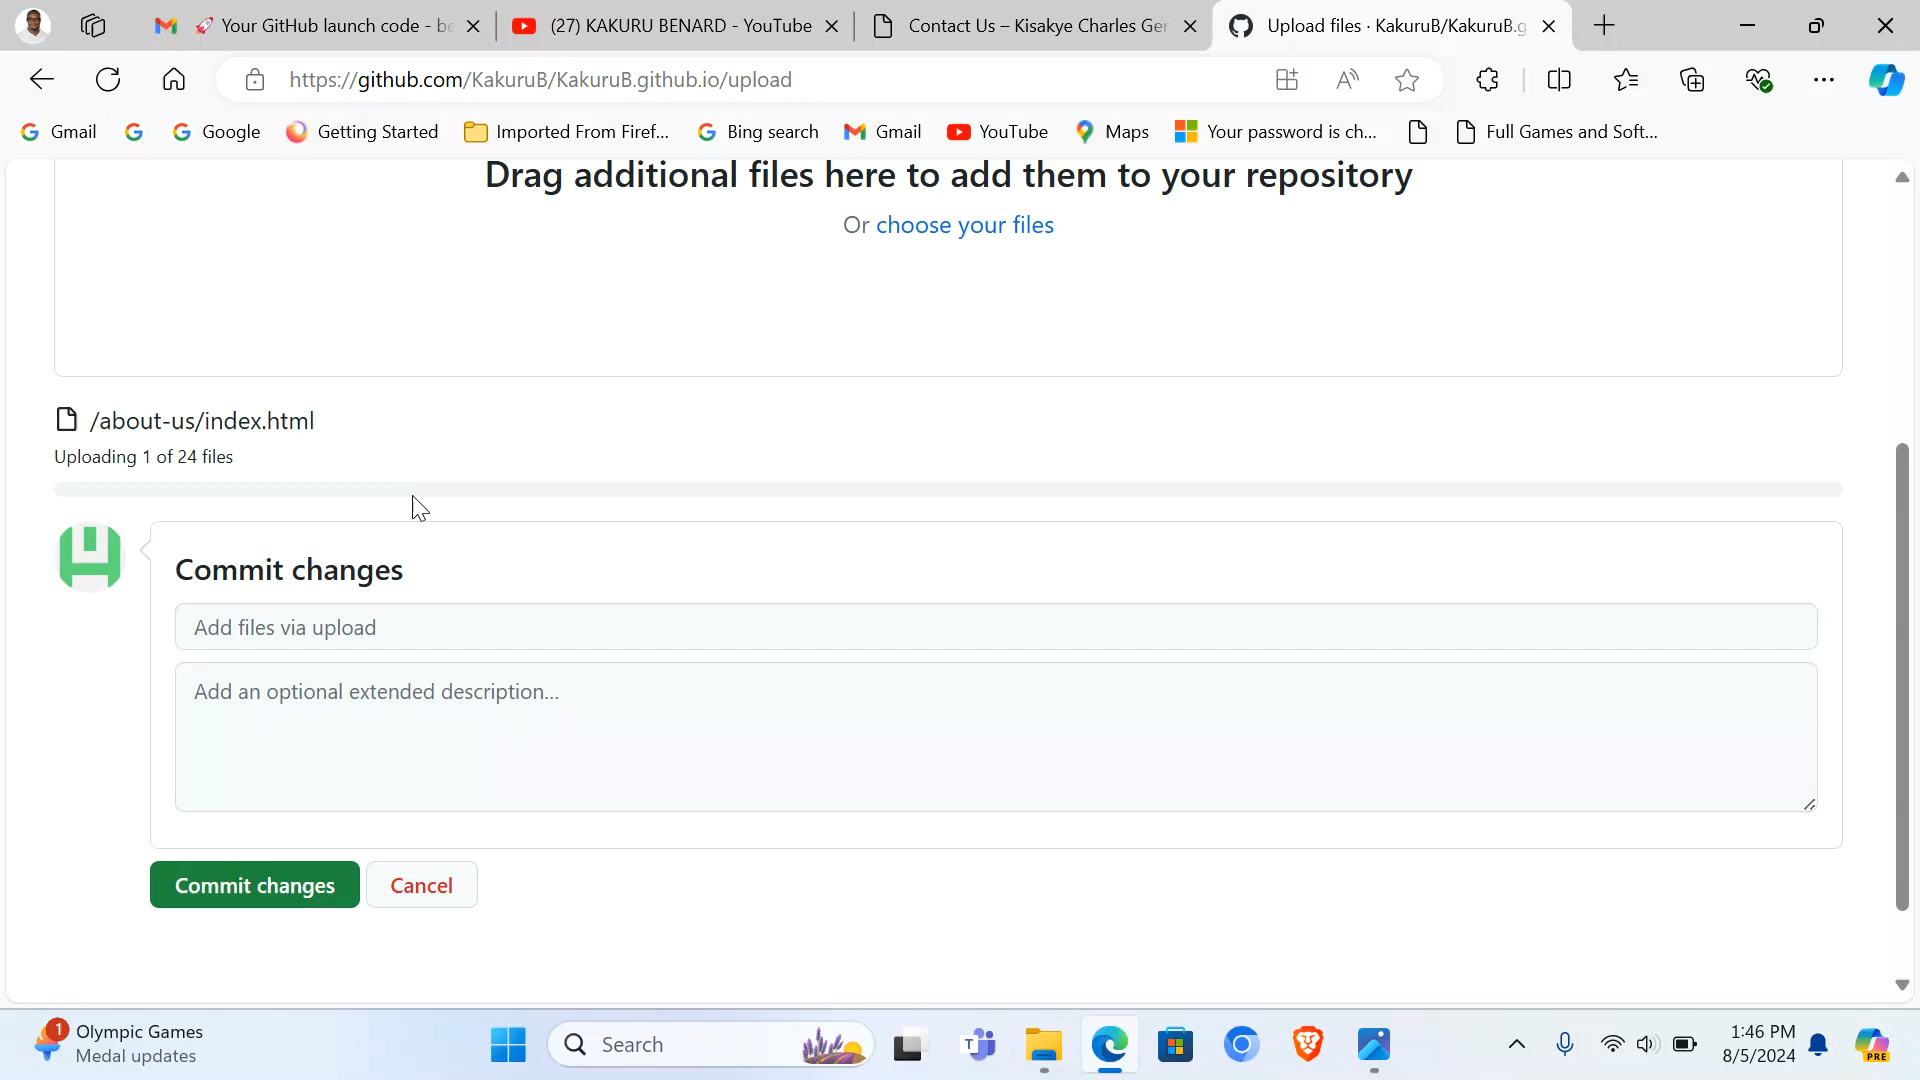 🚀 Your GitHub launch code - be
(27) KAKURU BENARD - YouTube
Contact Us – Kisakye Charles Ger
Upload files · KakuruB/KakuruB.g
https://github.com/KakuruB/KakuruB.github.io/upload
Gmail
Google
Getting Started
Imported From Firef...
Bing search
Gmail
YouTube
Maps
Your password is ch...
Full Games and Soft...
Drag additional files here to add them to your repository
Or choose your files
/about-us/index.html
Uploading 1 of 24 files
Commit changes
Add files via upload
Add an optional extended description...
Commit changes
Cancel
1
Olympic Games
Medal updates
Search
1:46 PM
8/5/2024
PRE